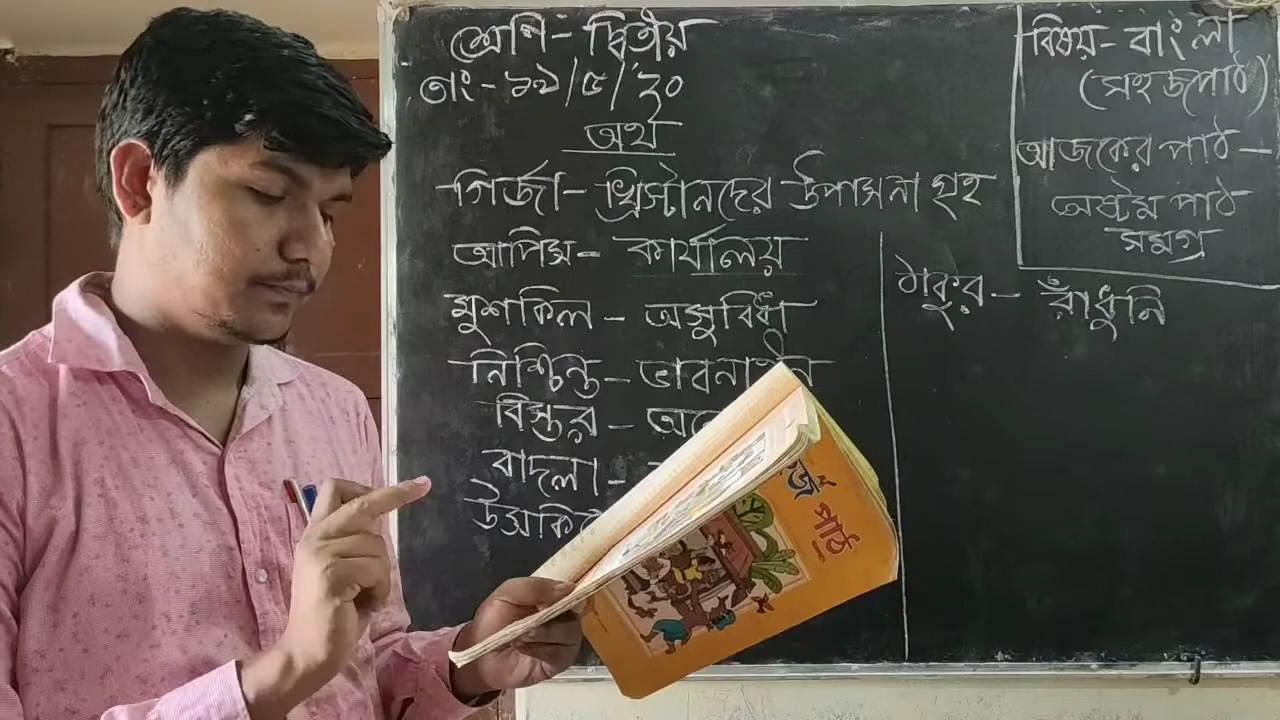 শ্রেণি - দ্বিতীয়
তাং - ১৯/৫/২০
অর্থ
গির্জা - খ্রিস্টানদের উপাসনা গৃহ
আপিস - কার্যালয়
মুশকিল - অসুবিধা
নিশ্চিন্ত - ভাবনাহীন
বিস্তর -
বাদলা -
বিষয় - বাংলা
(সহজপাঠ)
আজকের পাঠ -
অষ্টম পাঠ
সমগ্র
ঠাকুর - রাঁধুনি
পাঠ